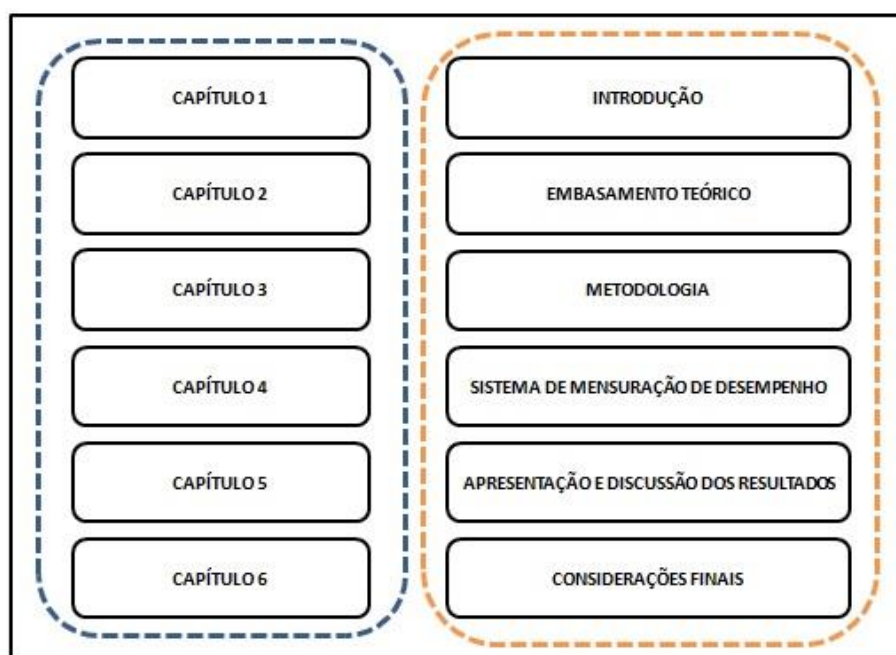 CAPÍTULO 1
INTRODUÇÃO
CAPÍTULO 2
EMBASAMENTO TEÓRICO
CAPÍTULO 3
METODOLOGIA
CAPÍTULO 4
SISTEMA DE MENSURAÇÃO DE DESEMPENHO
CAPÍTULO 5
APRESENTAÇÃO E DISCUSSÃO DOS RESULTADOS
CAPÍTULO 6
CONSIDERAÇÕES FINAIS